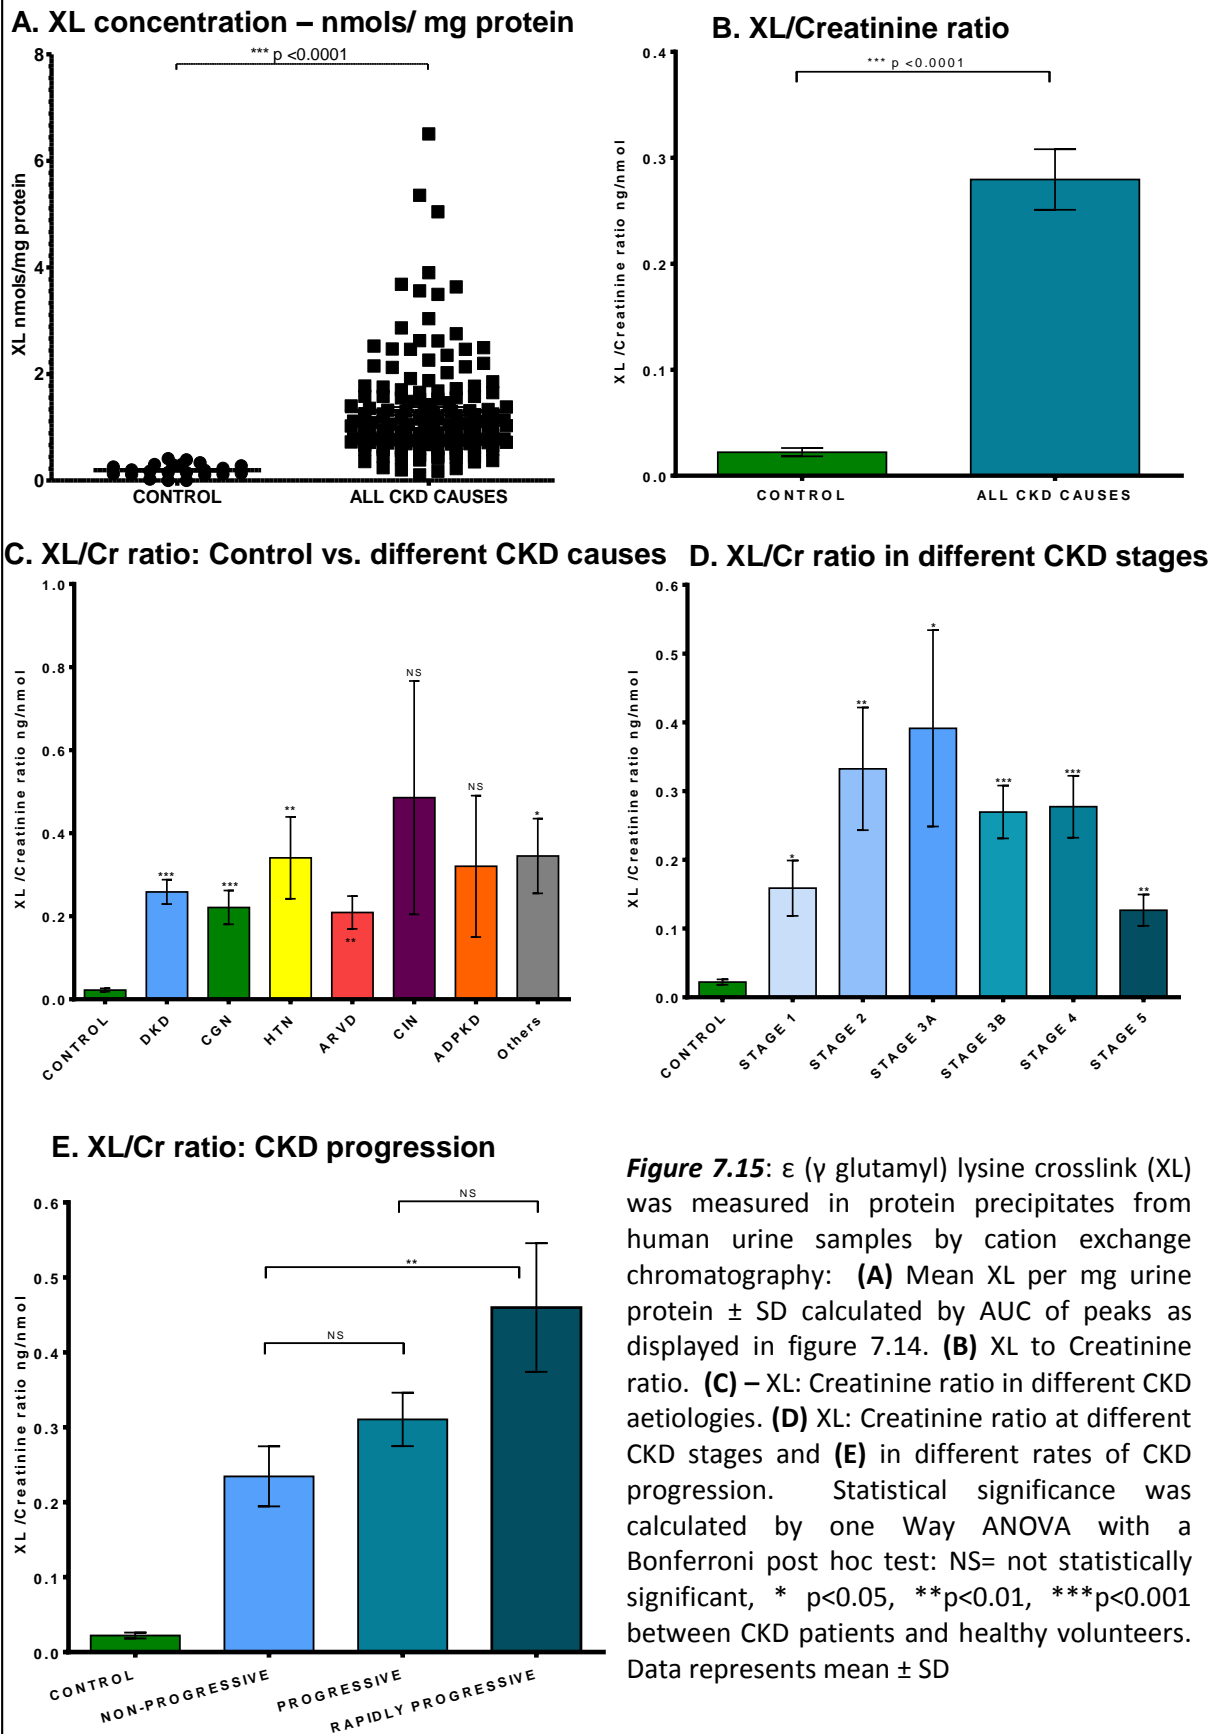 A. XL concentration – nmols/ mg protein
*** p <0.0001
8
6
4
2
0
XL nmols/mg protein
CONTROL
ALL CKD CAUSES
B. XL/Creatinine ratio
*** p <0.0001
0.4
0.3
0.2
0.1
0.0
XL /Creatinine ratio ng/nmol
CONTROL
ALL CKD CAUSES
C. XL/Cr ratio: Control vs. different CKD causes
1.0
0.8
0.6
0.4
0.2
0.0
XL /Creatinine ratio ng/nmol
***
***
**
**
NS
NS
*
CONTROL
DKD
CGN
HTN
ARVD
CIN
ADPKD
Others
D. XL/Cr ratio in different CKD stages
0.6
0.5
0.4
0.3
0.2
0.1
0.0
XL /Creatinine ratio ng/nmol
*
**
*
***
***
**
CONTROL
STAGE 1
STAGE 2
STAGE 3A
STAGE 3B
STAGE 4
STAGE 5
E. XL/Cr ratio: CKD progression
0.6
0.5
0.4
0.3
0.2
0.1
0.0
XL /Creatinine ratio ng/nmol
NS
**
NS
CONTROL
NON-PROGRESSIVE
PROGRESSIVE
RAPIDLY PROGRESSIVE
Figure 7.15: ε (γ glutamyl) lysine crosslink (XL)
was measured in protein precipitates from
human urine samples by cation exchange
chromatography: (A) Mean XL per mg urine
protein ± SD calculated by AUC of peaks as
displayed in figure 7.14. (B) XL to Creatinine
ratio. (C) – XL: Creatinine ratio in different CKD
aetiologies. (D) XL: Creatinine ratio at different
CKD stages and (E) in different rates of CKD
progression. Statistical significance was
calculated by one Way ANOVA with a
Bonferroni post hoc test: NS= not statistically
significant, * p<0.05, **p<0.01, ***p<0.001
between CKD patients and healthy volunteers.
Data represents mean ± SD